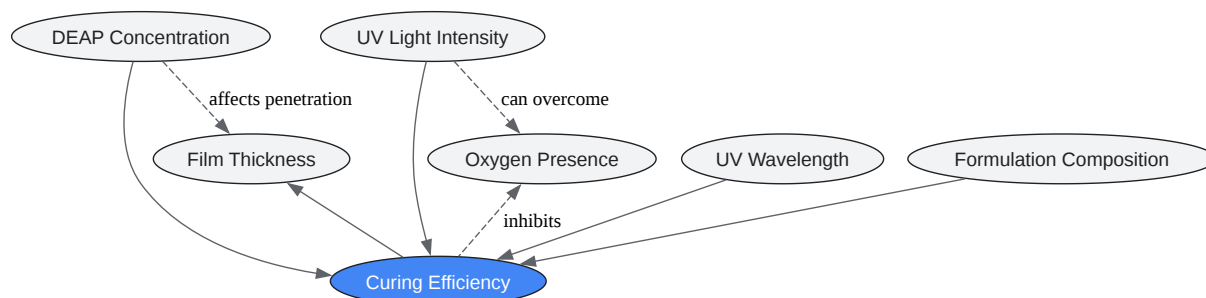 DEAP Concentration
UV Light Intensity
affects penetration
can overcome
Film Thickness
Oxygen Presence
UV Wavelength
Formulation Composition
inhibits
Curing Efficiency